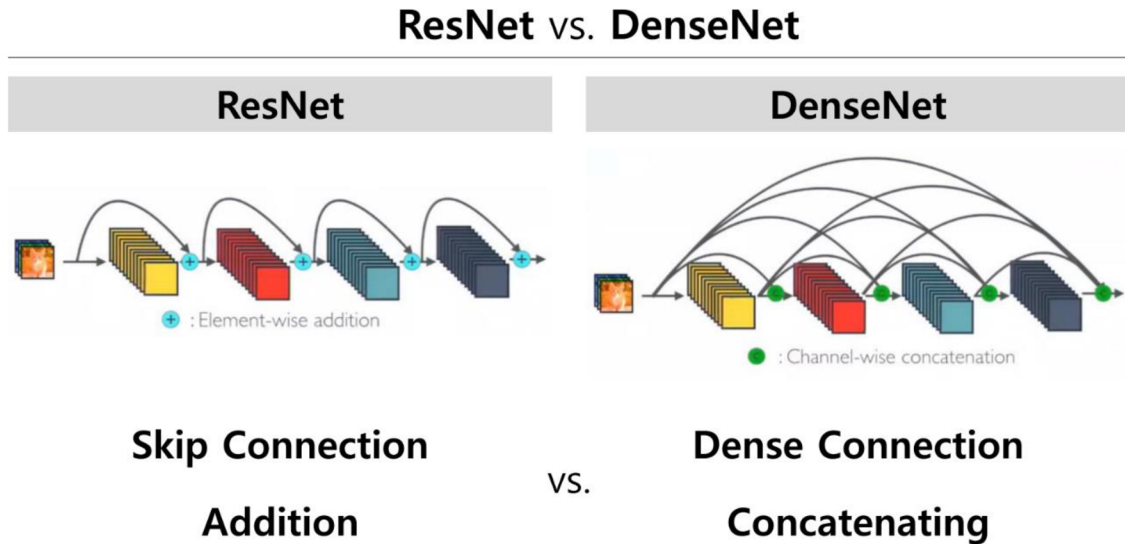 ResNet vs. DenseNet
ResNet
DenseNet
+ : Element-wise addition
C : Channel-wise concatenation
Skip Connection
Dense Connection
vs.
Addition
Concatenating